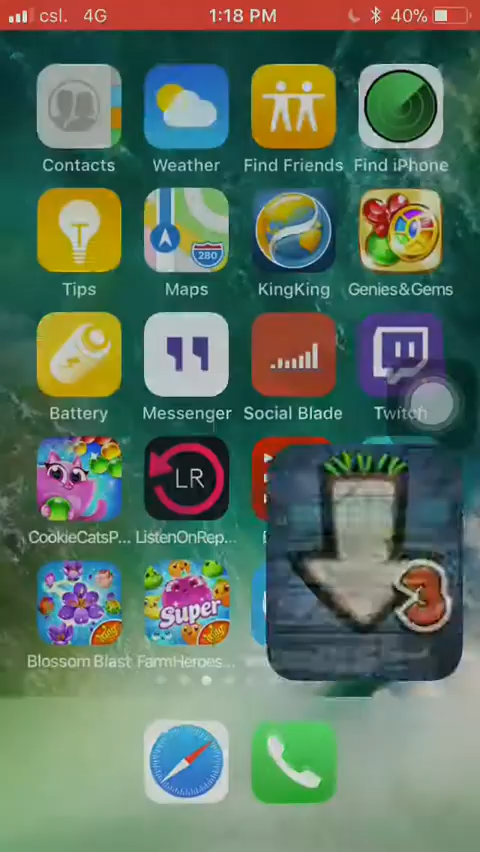 csl. 4G 1:18 PM 40%
Contacts Weather Find Friends Find iPhone
280
Tips Maps KingKing Genies&Gems
Battery Messenger Social Blade Twitch
LR
CookieCatsP... ListenOnRep...
Super
Blossom Blast FarmHeroes...
3